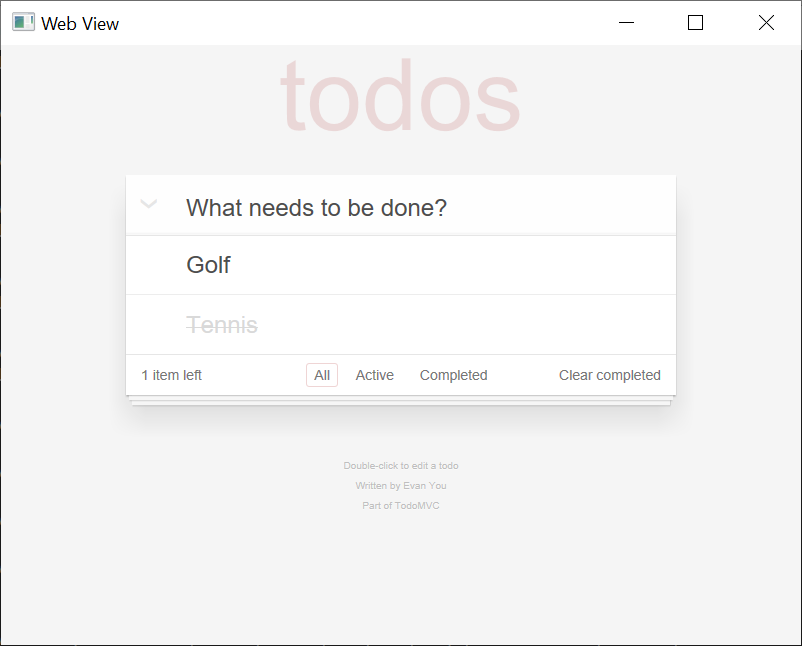 Web View
todos
What needs to be done?
Golf
Tennis
1 item left All Active Completed Clear completed
Double-click to edit a todo
Written by Evan You
Part of TodoMVC